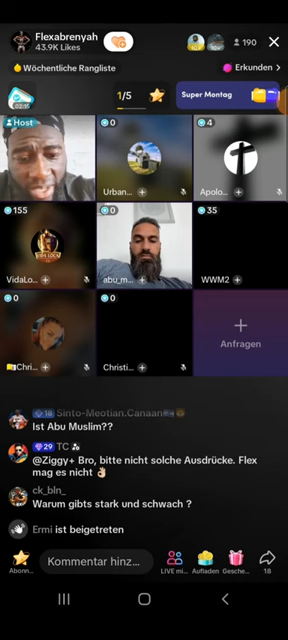 Flexabrenyah
43.9K Likes
190
Wöchentliche Rangliste
Erkunden >
02:10
1/5
Super Montag
Host
0
4
Urban...
Apolo...
155
0
35
VidaLo...
abu_m...
WWM2
0
0
Chri...
Christi...
Anfragen
18 Sinto-Meotian.Canaan
Ist Abu Muslim??
29 TC
@Ziggy+ Bro, bitte nicht solche Ausdrücke. Flex
mag es nicht 👌🏼
ck_bln_
Warum gibts stark und schwach ?
Ermi ist beigetreten
Kommentar hinz...
Abonn..
LIVE mi...
Aufladen
Gesche...
18